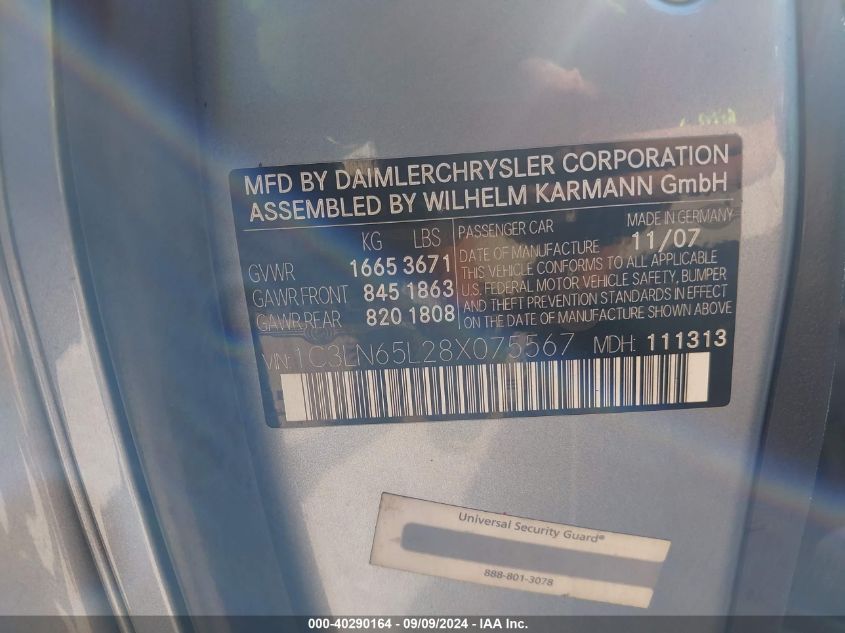 MFD BY DAIMLERCHRYSLER CORPORATION
ASSEMBLED BY WILHELM KARMANN GmbH
KG LBS
GVWR 1665 3671
GAWR FRONT 845 1863
GAWR REAR 820 1808
PASSENGER CAR MADE IN GERMANY
DATE OF MANUFACTURE 11/07
THIS VEHICLE CONFORMS TO ALL APPLICABLE
U.S. FEDERAL MOTOR VEHICLE SAFETY, BUMPER
AND THEFT PREVENTION STANDARDS IN EFFECT
ON THE DATE OF MANUFACTURE SHOWN ABOVE
VIN: 1C3LN65L28X075567 MDH: 111313
Universal Security Guard®
888-801-3078
000-40290164 - 09/09/2024 - IAA Inc.